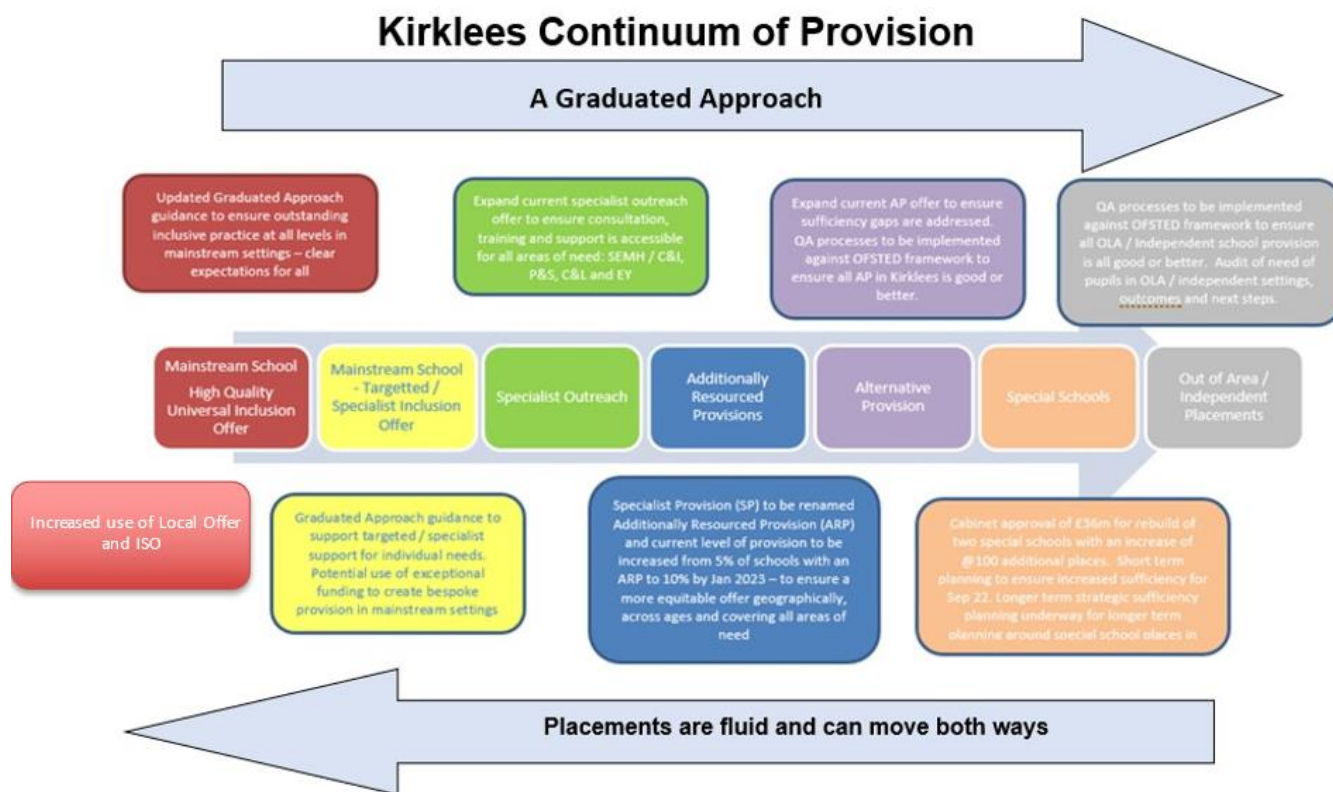 Kirklees Continuum of Provision
A Graduated Approach
Updated Graduated Approach
guidance to ensure outstanding
inclusive practice at all levels in
mainstream settings – clear
expectations for all
Expand current specialist outreach
offer to ensure consultation,
training and support is accessible
for all areas of need: SEMH / C&I,
P&S, C&L and EY
Expand current AP offer to ensure
sufficiency gaps are addressed.
QA processes to be implemented
against OFSTED framework to
ensure all AP in Kirklees is good or
better.
QA processes to be implemented
against OFSTED framework to ensure
all OLA / Independent school provision
is all good or better. Audit of need of
pupils in OLA / independent settings,
outcomes and next steps.
Mainstream School
High Quality
Universal Inclusion
Offer
Mainstream School
- Targetted /
Specialist Inclusion
Offer
Specialist Outreach
Additionally
Resourced
Provisions
Alternative
Provision
Special Schools
Out of Area /
Independent
Placements
Increased use of Local Offer
and ISO
Graduated Approach guidance to
support targeted / specialist
support for individual needs.
Potential use of exceptional
funding to create bespoke
provision in mainstream settings
Specialist Provision (SP) to be renamed
Additionally Resourced Provision (ARP)
and current level of provision to be
increased from 5% of schools with an
ARP to 10% by Jan 2023 – to ensure a
more equitable offer geographically,
across ages and covering all areas of
need
Cabinet approval of £36m for rebuild of
two special schools with an increase of
@100 additional places. Short term
planning to ensure increased sufficiency for
Sep 22. Longer term strategic sufficiency
planning underway for longer term
planning around special school places in
Placements are fluid and can move both ways